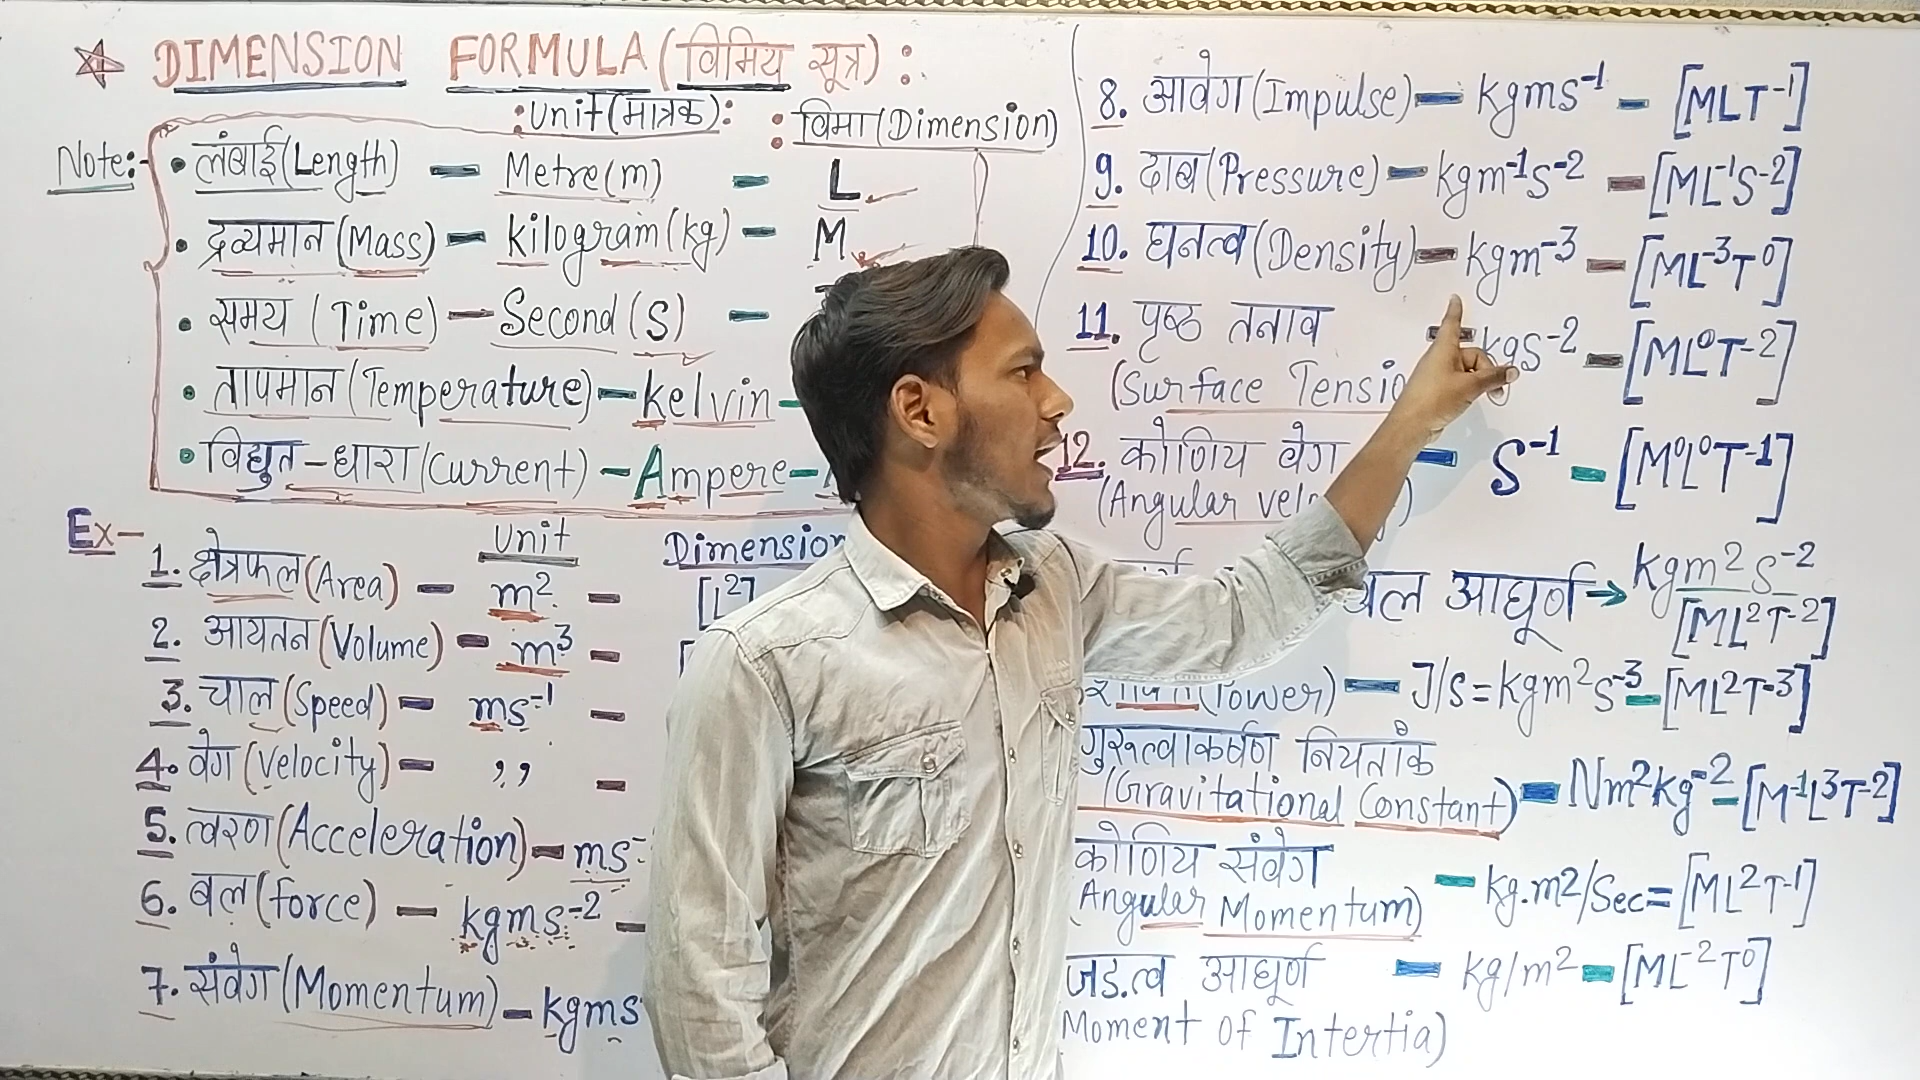 DIMENSION FORMULA (विमिय सूत्र) :
:Unit(मात्रक): : विमा(Dimension)
Note:- • लंबाई(Length) — Metre(m) — L
• द्रव्यमान (Mass) — kilogram(kg) — M
• समय (Time) — Second (S) —
• तापमान (Temperature) — kelvin —
• विद्युत-धारा(Current) — Ampere —
Ex- Unit Dimension
1. क्षेत्रफल(Area) — m² — [L²]
2. आयतन (Volume) — m³ — [
3. चाल (Speed) — ms⁻¹ —
4. वेग (Velocity) — ,, —
5. त्वरण(Acceleration) — ms⁻
6. बल(force) — kgms⁻² —
7. संवेग (Momentum) — kgms
8. आवेग(Impulse) — kgms⁻¹ — [MLT⁻¹]
9. दाब(Pressure) — kgm⁻¹s⁻² — [ML⁻¹S⁻²]
10. घनत्व(Density) — kgm⁻³ — [ML⁻³T⁰]
11. पृष्ठ तनाव — kgs⁻² — [ML⁰T⁻²]
(Surface Tensio
12. कोणिय वेग — S⁻¹ — [M⁰L⁰T⁻¹]
(Angular vel )
आघूर्ण → kgm²s⁻²
[ML²T⁻²]
(Power) — J/s = kgm²s⁻³ — [ML²T⁻³]
गुरूत्वाकर्षण नियतांक
(Gravitational Constant) — Nm²kg⁻² — [M⁻¹L³T⁻²]
कोणिय संवेग
(Angular Momentum) — kg.m²/Sec = [ML²T⁻¹]
जड.त्व आघूर्ण — kg/m² — [ML⁻²T⁰]
Moment of Intertia)